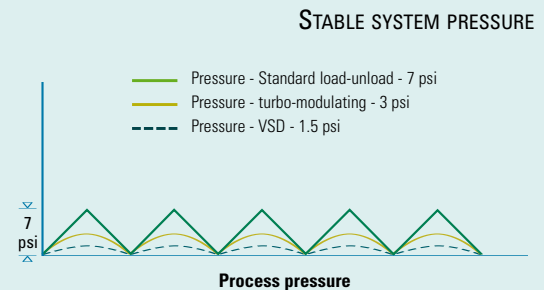 STABLE SYSTEM PRESSURE
Pressure - Standard load-unload - 7 psi
Pressure - turbo-modulating - 3 psi
Pressure - VSD - 1.5 psi
7
psi
Process pressure